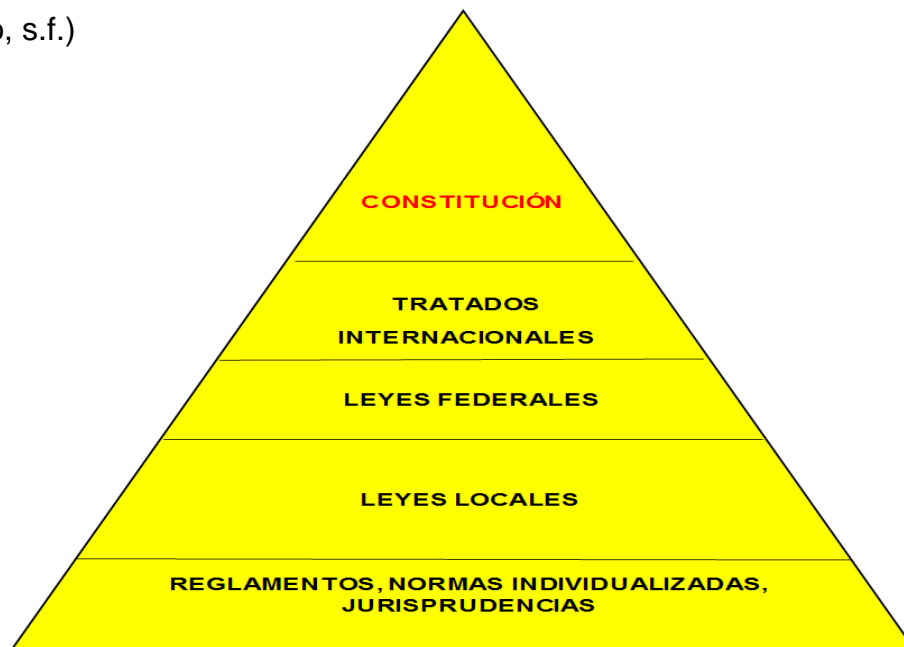 , s.f.)
CONSTITUCIÓN
TRATADOS
INTERNACIONALES
LEYES FEDERALES
LEYES LOCALES
REGLAMENTOS, NORMAS INDIVIDUALIZADAS,
JURISPRUDENCIAS